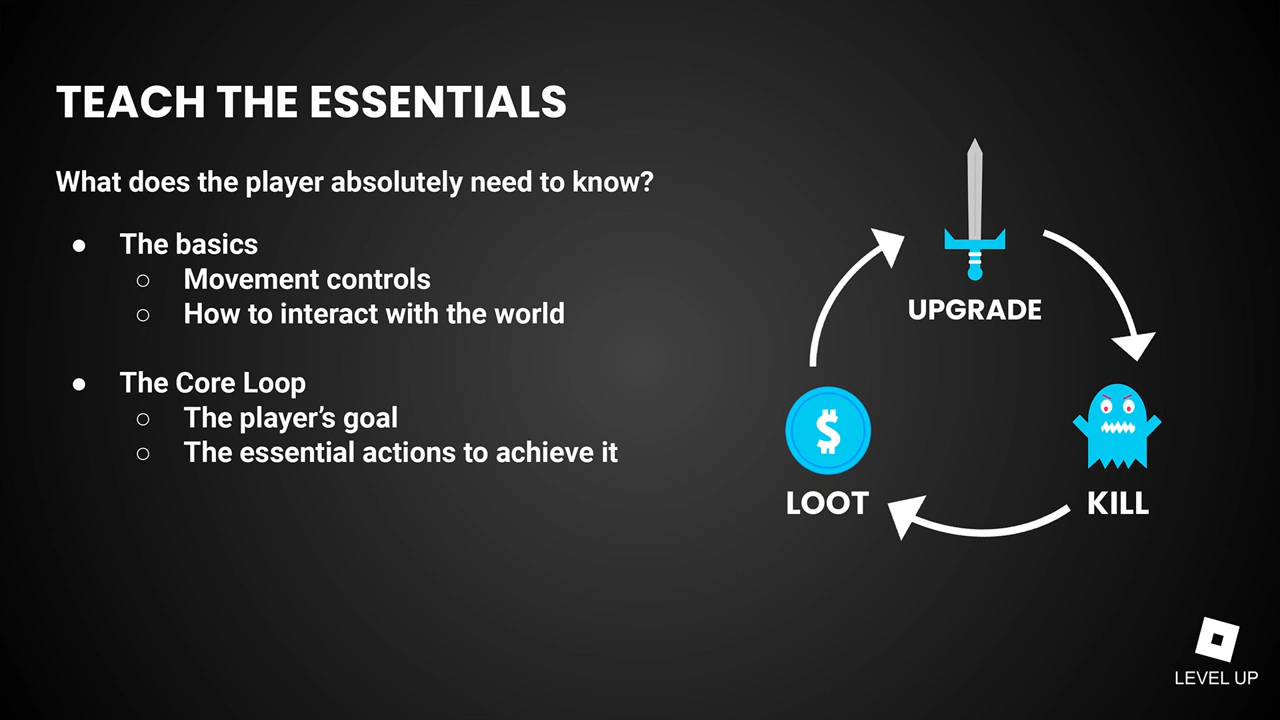 TEACH THE ESSENTIALS
What does the player absolutely need to know?
● The basics
○ Movement controls
○ How to interact with the world
● The Core Loop
○ The player’s goal
○ The essential actions to achieve it
UPGRADE
$
LOOT
KILL
LEVEL UP